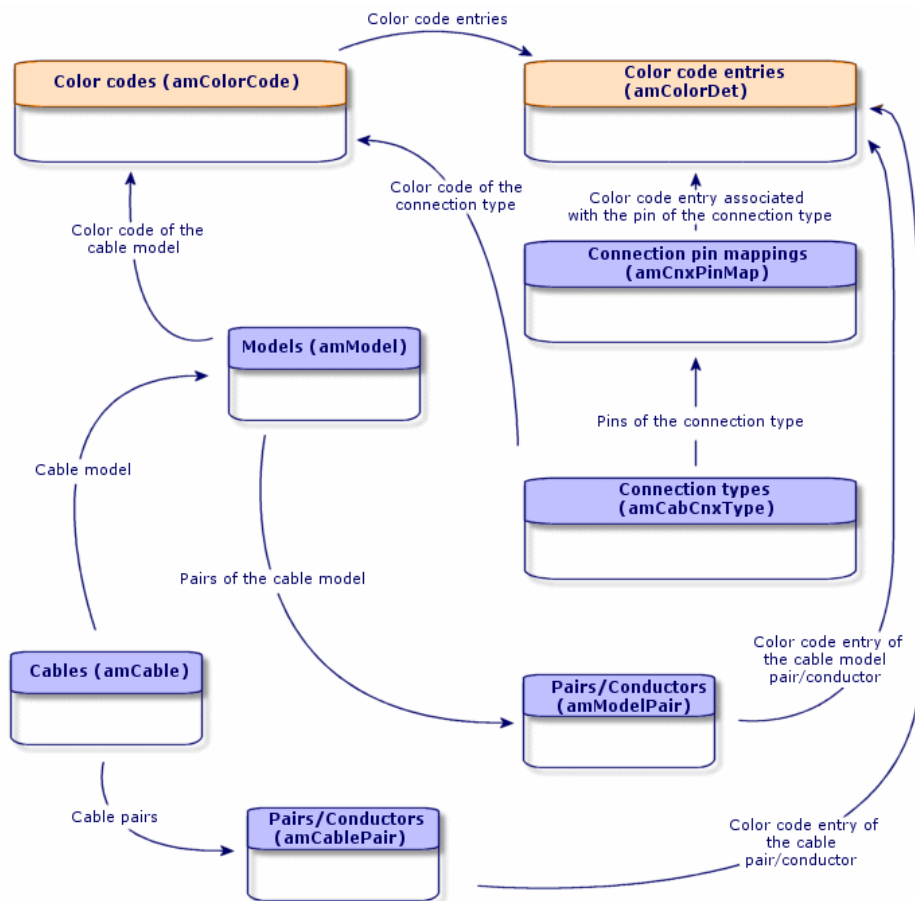 Color code entries
Color codes (amColorCode)
Color code entries
(amColorDet)
Color code of the
connection type
Color code entry associated
with the pin of the connection type
Color code of the
cable model
Connection pin mappings
(amCnxPinMap)
Models (amModel)
Pins of the connection type
Cable model
Connection types
(amCabCnxType)
Pairs of the cable model
Color code entry of
the cable model
pair/conductor
Cables (amCable)
Pairs/Conductors
(amModelPair)
Cable pairs
Pairs/Conductors
(amCablePair)
Color code entry of
the cable
pair/conductor